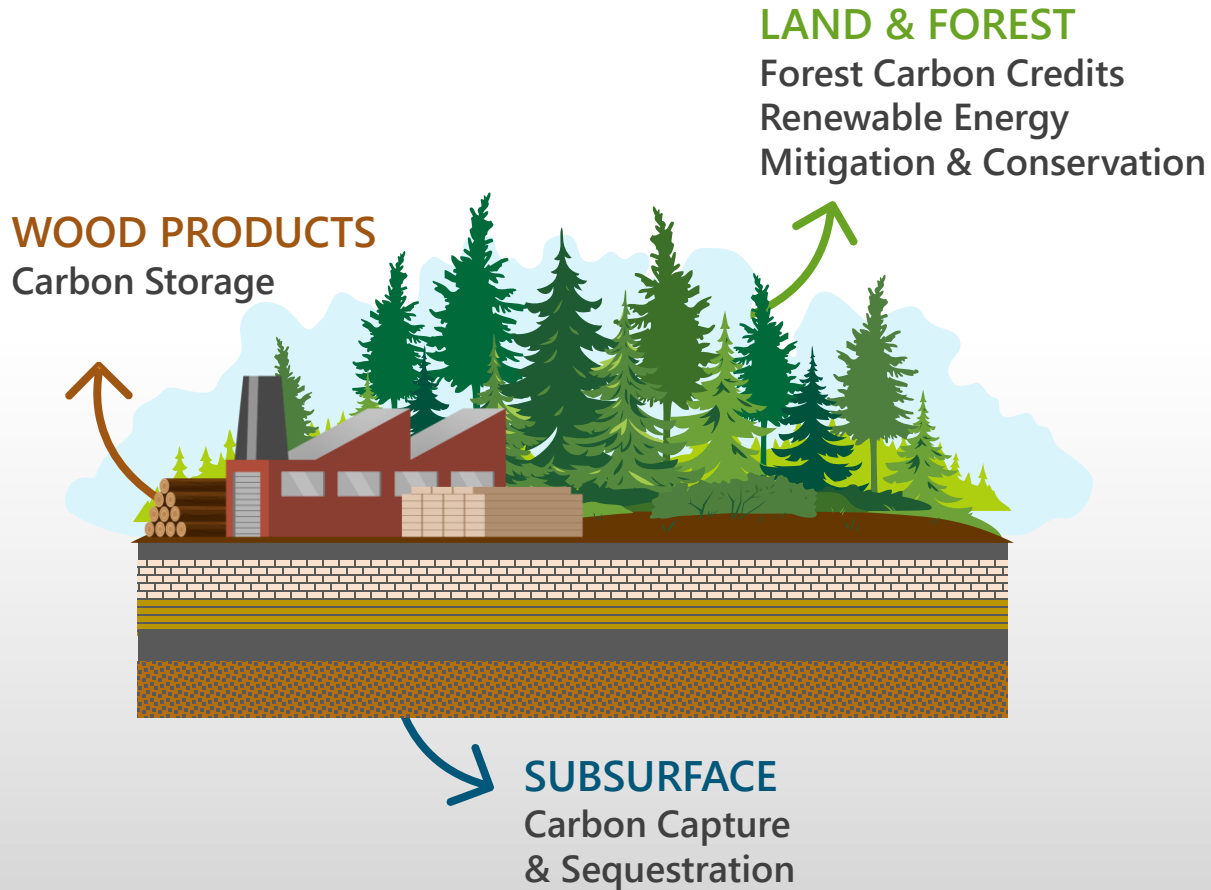 LAND & FOREST
Forest Carbon Credits
Renewable Energy
Mitigation & Conservation
WOOD PRODUCTS
Carbon Storage
SUBSURFACE
Carbon Capture
& Sequestration